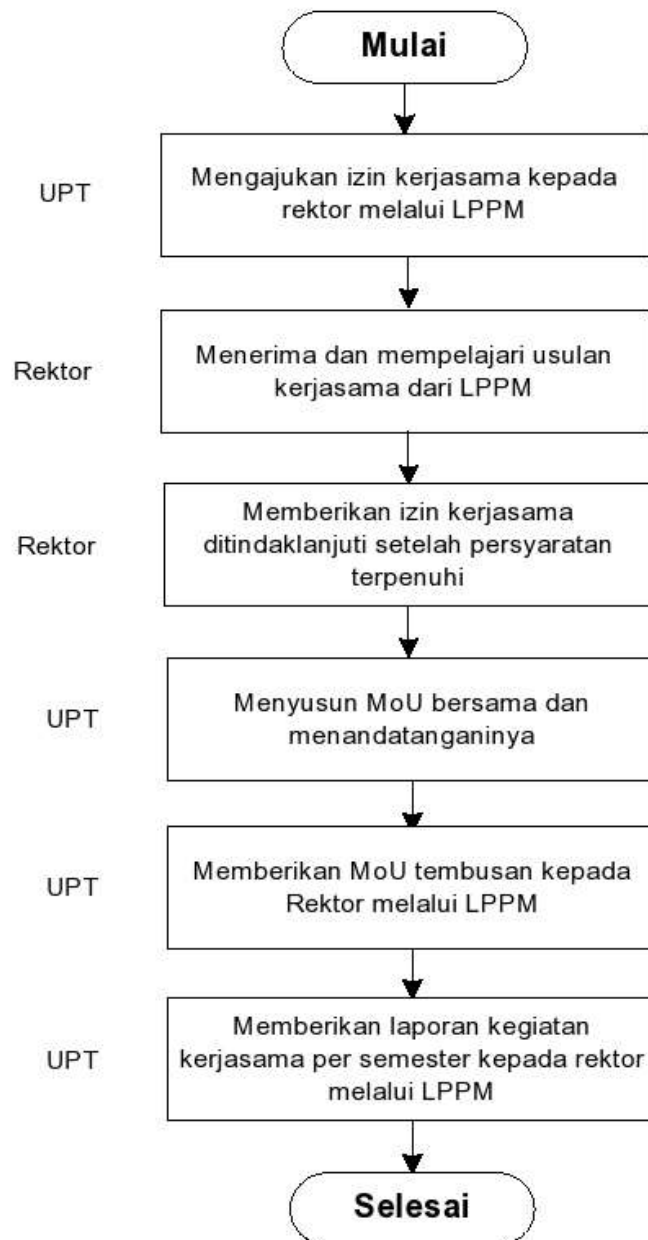 Mulai
UPT
Mengajukan izin kerjasama kepada
rektor melalui LPPM
Rektor
Menerima dan mempelajari usulan
kerjasama dari LPPM
Rektor
Memberikan izin kerjasama
ditindaklanjuti setelah persyaratan
terpenuhi
UPT
Menyusun MoU bersama dan
menandatanganinya
UPT
Memberikan MoU tembusan kepada
Rektor melalui LPPM
UPT
Memberikan laporan kegiatan
kerjasama per semester kepada rektor
melalui LPPM
Selesai